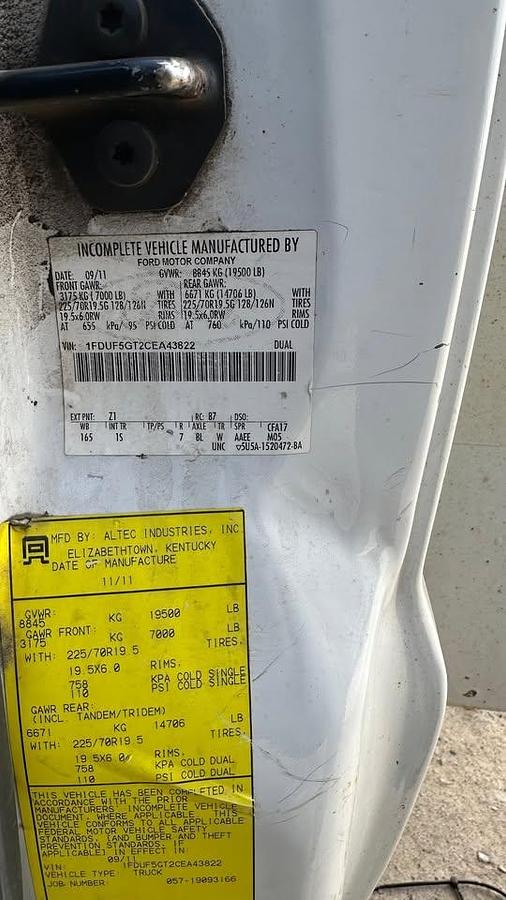 INCOMPLETE VEHICLE MANUFACTURED BY
FORD MOTOR COMPANY
DATE: 09/11 GVWR: 8845 KG (19500 LB)
FRONT GAWR: REAR GAWR:
3175 KG (7000 LB) WITH 6671 KG (14706 LB) WITH
225/70R19.5G 128/126N TIRES 225/70R19.5G 128/126N TIRES
19.5x6.0RW RIMS 19.5x6.0RW RIMS
AT 655 kPa/ 95 PSI COLD AT 760 kPa/110 PSI COLD
VIN: 1FDUF5GT2CEA43822 DUAL
EXT PNT: Z1 RC: B7 DSO:
WB INT TR TP/PS R AXLE TR SPR CFA17
165 1S 7 BL W AAEE M05
UNC 5U5A-1520472-BA
MFD BY: ALTEC INDUSTRIES, INC
ELIZABETHTOWN, KENTUCKY
DATE OF MANUFACTURE
11/11
GVWR:
8845 KG 19500 LB
GAWR FRONT:
3175 KG 7000 LB
WITH: 225/70R19.5 TIRES,
19.5X6.0 RIMS,
758 KPA COLD SINGLE
110 PSI COLD SINGLE
GAWR REAR:
(INCL. TANDEM/TRIDEM)
6671 KG 14706 LB
WITH: 225/70R19.5 TIRES
19.5X6.0 RIMS,
758 KPA COLD DUAL
110 PSI COLD DUAL
THIS VEHICLE HAS BEEN COMPLETED IN
ACCORDANCE WITH THE PRIOR
MANUFACTURERS INCOMPLETE VEHICLE
DOCUMENT, WHERE APPLICABLE THIS
VEHICLE CONFORMS TO ALL APPLICABLE
FEDERAL MOTOR VEHICLE SAFETY
STANDARDS, [AND BUMPER AND THEFT
PREVENTION STANDARDS, IF
APPLICABLE] IN EFFECT IN:
09/11
VIN: 1FDUF5GT2CEA43822
VEHICLE TYPE: TRUCK
JOB NUMBER: 057-19093166